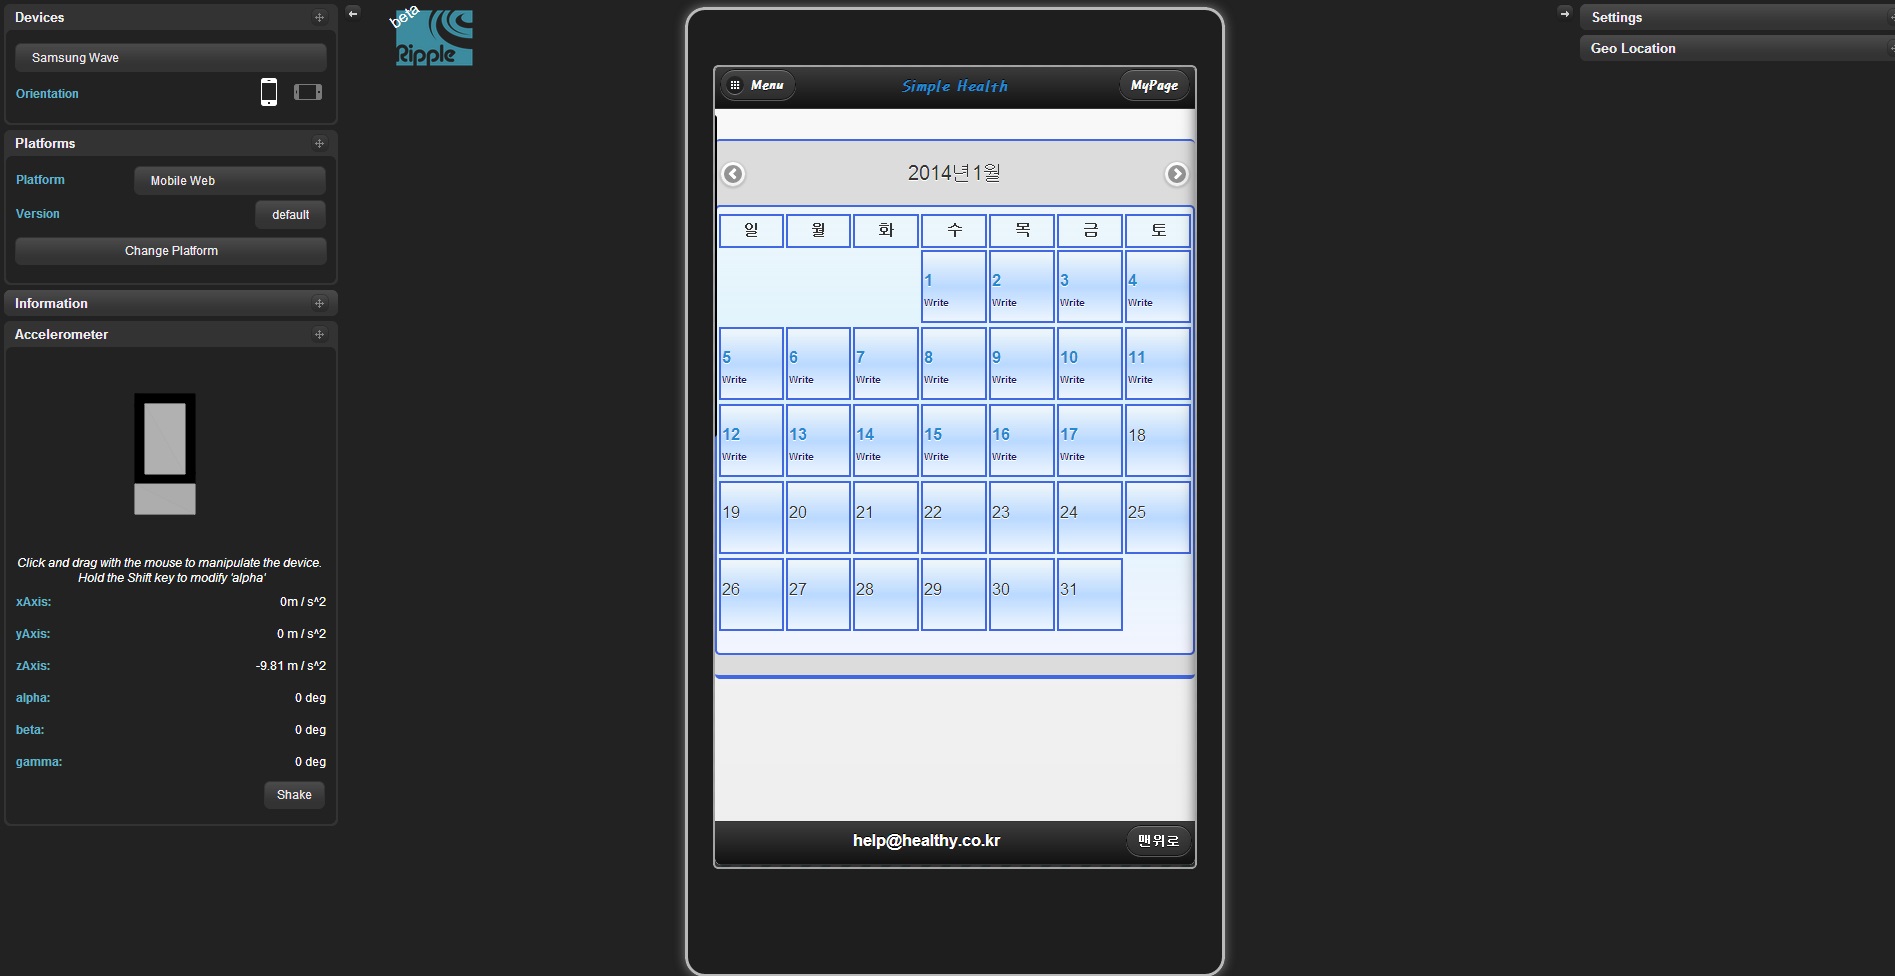 Devices
Samsung Wave
Orientation
Platforms
Platform Mobile Web
Version default
Change Platform
Information
Accelerometer
Click and drag with the mouse to manipulate the device.
Hold the Shift key to modify 'alpha'
xAxis: 0m / s^2
yAxis: 0 m / s^2
zAxis: -9.81 m / s^2
alpha: 0 deg
beta: 0 deg
gamma: 0 deg
Shake
beta
Ripple
Menu Simple Health MyPage
2014년1월
일 월 화 수 목 금 토
1 2 3 4
Write Write Write Write
5 6 7 8 9 10 11
Write Write Write Write Write Write Write
12 13 14 15 16 17 18
Write Write Write Write Write Write
19 20 21 22 23 24 25
26 27 28 29 30 31
help@healthy.co.kr 맨위로
Settings
Geo Location